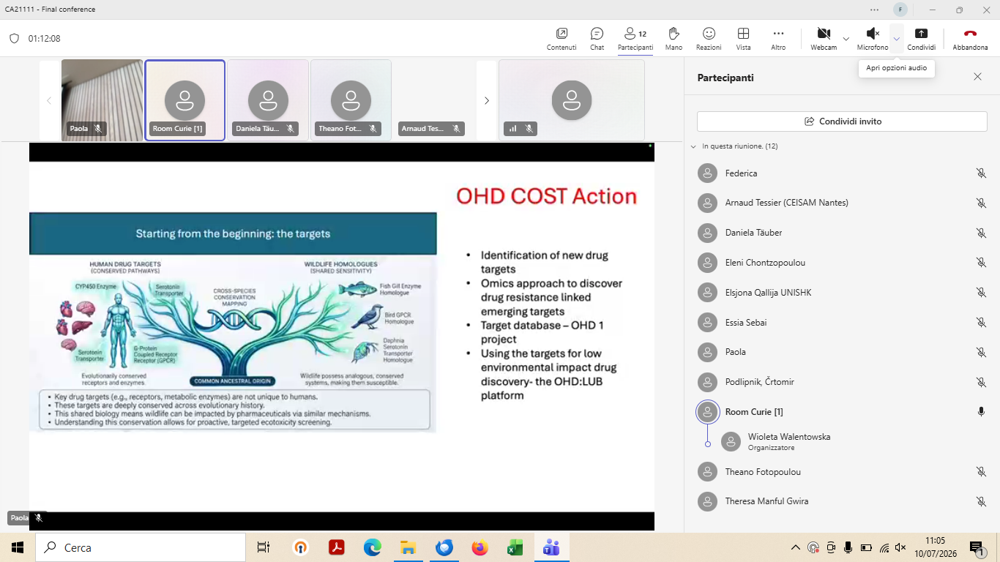 CA21111 - Final conference
F
01:12:08
Contenuti
Chat
12
Partecipanti
Mano
Reazioni
Vista
Altro
Webcam
Microfono
Condividi
Abbandona
Apri opzioni audio
Paola
Room Curie [1]
Daniela Täu...
Theano Fot...
Arnaud Tes...
OHD COST Action
Starting from the beginning: the targets
HUMAN DRUG TARGETS
(CONSERVED PATHWAYS)
WILDLIFE HOMOLOGUES
(SHARED SENSITIVITY)
CYP450 Enzyme
Serotonin
Transporter
CROSS-SPECIES
CONSERVATION
MAPPING
Fish Gill Enzyme
Homologue
Bird GPCR
Homologue
Daphnia
Serotonin
Transporter
Homologue
Serotonin
Transporter
G-Protein
Coupled Receptor
Receptor (GPCR)
Evolutionarily conserved
receptors and enzymes.
COMMON ANCESTRAL ORIGIN
Wildlife possess analogous, conserved
systems, making them susceptible.
• Key drug targets (e.g., receptors, metabolic enzymes) are not unique to humans.
• These targets are deeply conserved across evolutionary history.
• This shared biology means wildlife can be impacted by pharmaceuticals via similar mechanisms.
• Understanding this conservation allows for proactive, targeted ecotoxicity screening.
• Identification of new drug
targets
• Omics approach to discover
drug resistance linked
emerging targets
• Target database – OHD 1
project
• Using the targets for low
environmental impact drug
discovery- the OHD:LUB
platform
Paola
Partecipanti
Condividi invito
In questa riunione. (12)
Federica
Arnaud Tessier (CEISAM Nantes)
Daniela Täuber
Eleni Chontzopoulou
Elsjona Qallija UNISHK
Essia Sebai
Paola
Podlipnik, Črtomir
Room Curie [1]
Wioleta Walentowska
Organizzatore
Theano Fotopoulou
Theresa Manful Gwira
Cerca
11:05
10/07/2026
1